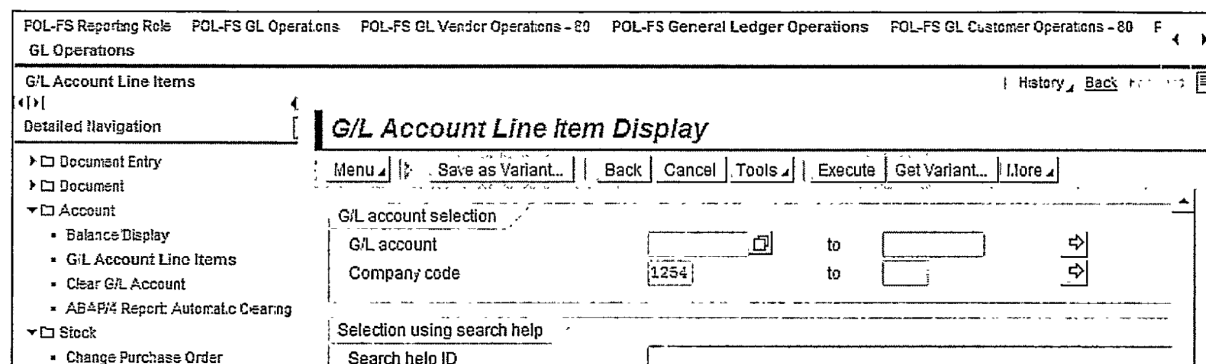 POL-FS Reporting Role POL-FS GL Operations POL-FS GL Vendor Operations - 80 POL-FS General Ledger Operations POL-FS GL Customer Operations - 80 F
GL Operations
G/L Account Line Items
History Back
Detailed Navigation
G/L Account Line Item Display
Menu Save as Variant... Back Cancel Tools Execute Get Variant... More
Document Entry
Document
Account
Balance Display
G/L Account Line Items
Clear G/L Account
ABAP/4 Report: Automatic Clearing
Stock
Change Purchase Order
G/L account selection
G/L account to
Company code 1254 to
Selection using search help
Search help ID